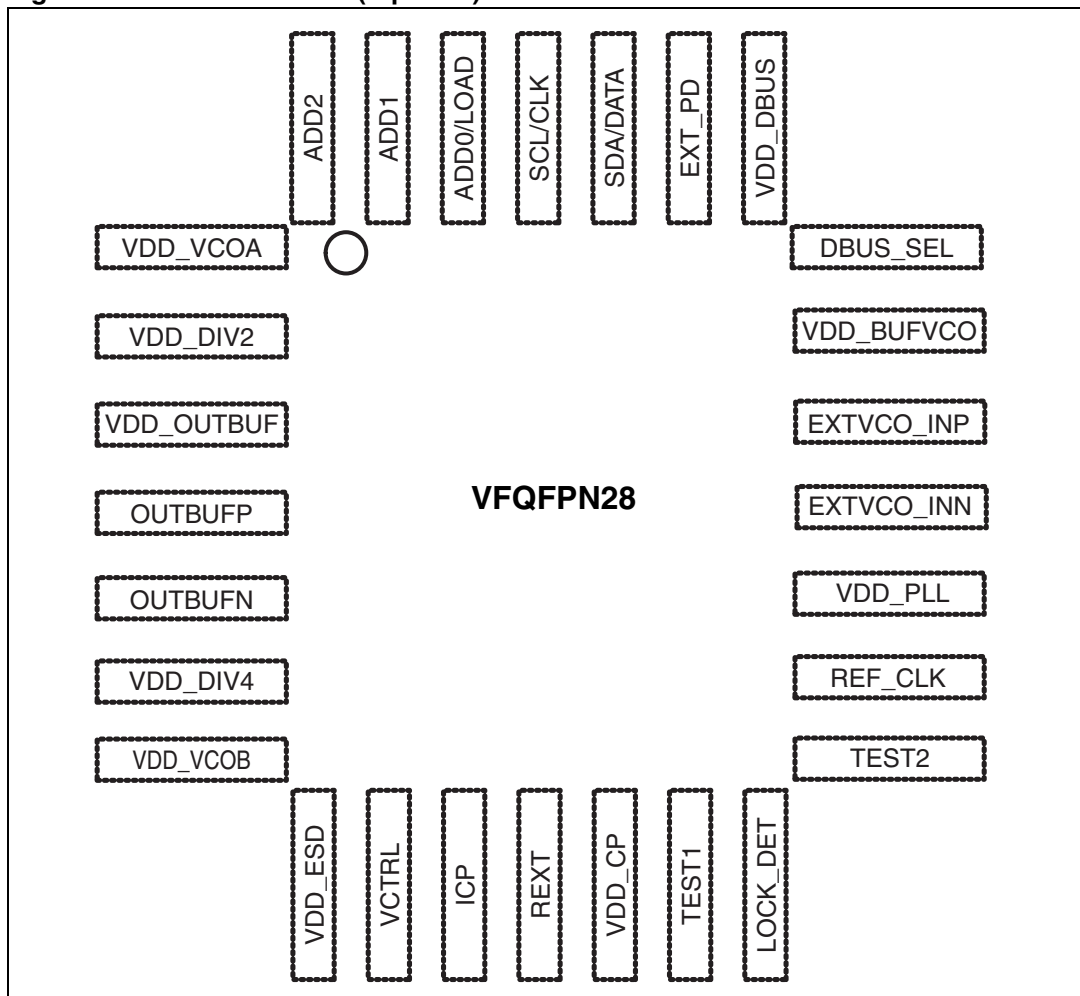 ADD2
ADD1
ADD0/LOAD
SCL/CLK
SDA/DATA
EXT_PD
VDD_DBUS
VDD_VCOA
DBUS_SEL
VDD_DIV2
VDD_BUFVCO
VDD_OUTBUF
EXTVCO_INP
OUTBUFP
VFQFPN28
EXTVCO_INN
OUTBUFN
VDD_PLL
VDD_DIV4
REF_CLK
VDD_VCOB
TEST2
VDD_ESD
VCTRL
ICP
REXT
VDD_CP
TEST1
LOCK_DET